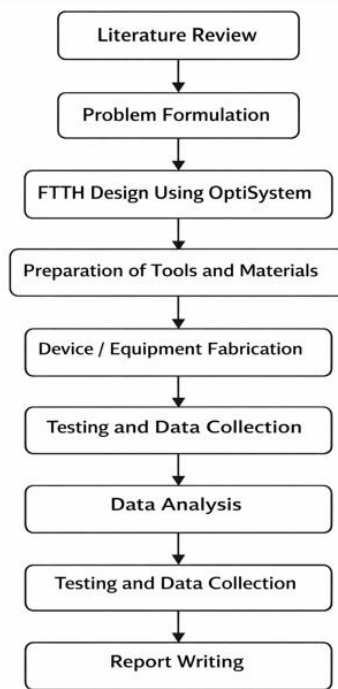 Literature Review
Problem Formulation
FTTH Design Using OptiSystem
Preparation of Tools and Materials
Device / Equipment Fabrication
Testing and Data Collection
Data Analysis
Testing and Data Collection
Report Writing